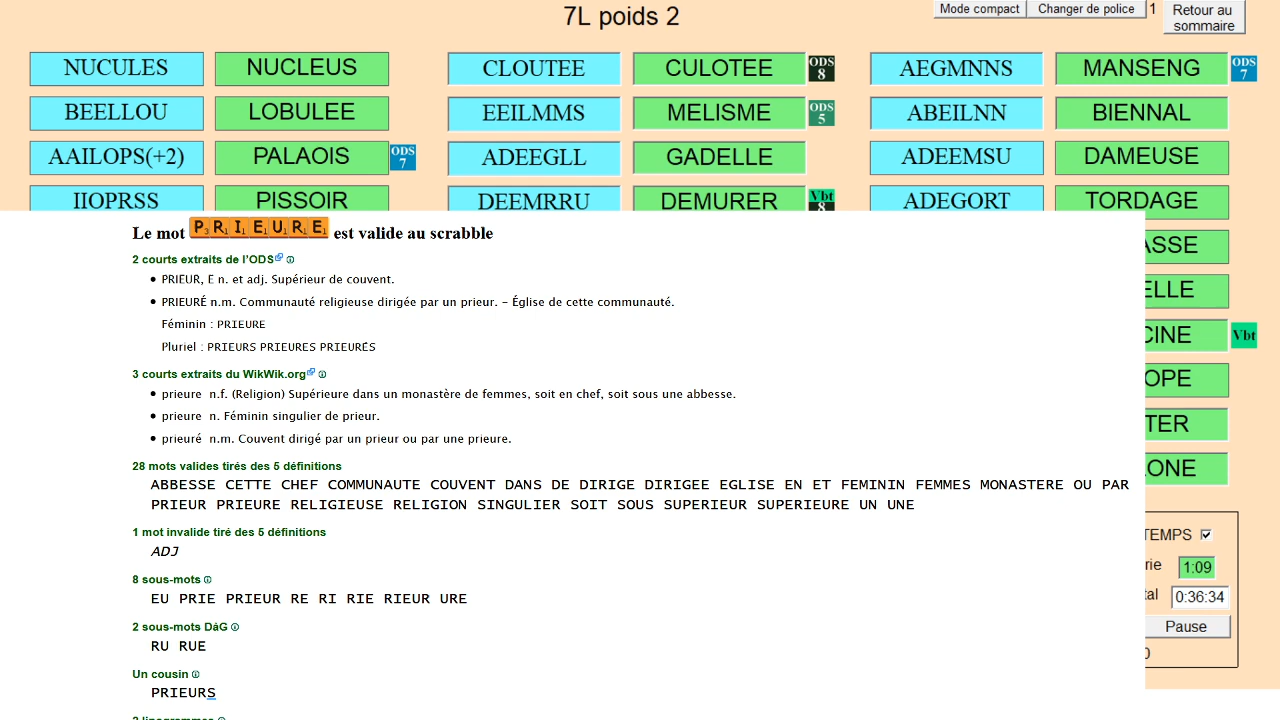 7L poids 2
Mode compact Changer de police 1 Retour au sommaire
NUCULES NUCLEUS CLOUTEE CULOTEE ODS 8 AEGMNNS MANSENG ODS 7
BEELLOU LOBULEE EEILMMS MELISME ODS 5 ABEILNN BIENNAL
AAILOPS(+2) PALAOIS ODS 7 ADEEGLL GADELLE ADEEMSU DAMEUSE
IIOPRSS PISSOIR DEEMRRU DEMURER Vbt 8 ADEGORT TORDAGE
Le mot PRIEURE est valide au scrabble
2 courts extraits de l'ODS
• PRIEUR, E n. et adj. Supérieur de couvent.
• PRIEURÉ n.m. Communauté religieuse dirigée par un prieur. – Église de cette communauté.
Féminin : PRIEURE
Pluriel : PRIEURS PRIEURES PRIEURÉS
3 courts extraits du WikWik.org
• prieure n.f. (Religion) Supérieure dans un monastère de femmes, soit en chef, soit sous une abbesse.
• prieure n. Féminin singulier de prieur.
• prieuré n.m. Couvent dirigé par un prieur ou par une prieure.
28 mots valides tirés des 5 définitions
ABBESSE CETTE CHEF COMMUNAUTE COUVENT DANS DE DIRIGE DIRIGEE EGLISE EN ET FEMININ FEMMES MONASTERE OU PAR
PRIEUR PRIEURE RELIGIEUSE RELIGION SINGULIER SOIT SOUS SUPERIEUR SUPERIEURE UN UNE
1 mot invalide tiré des 5 définitions
ADJ
8 sous-mots
EU PRIE PRIEUR RE RI RIE RIEUR URE
2 sous-mots DàG
RU RUE
Un cousin
PRIEURS
ASSE
ELLE
CINE Vbt
OPE
TER
ONE
TEMPS
rie 1:09
tal 0:36:34
Pause